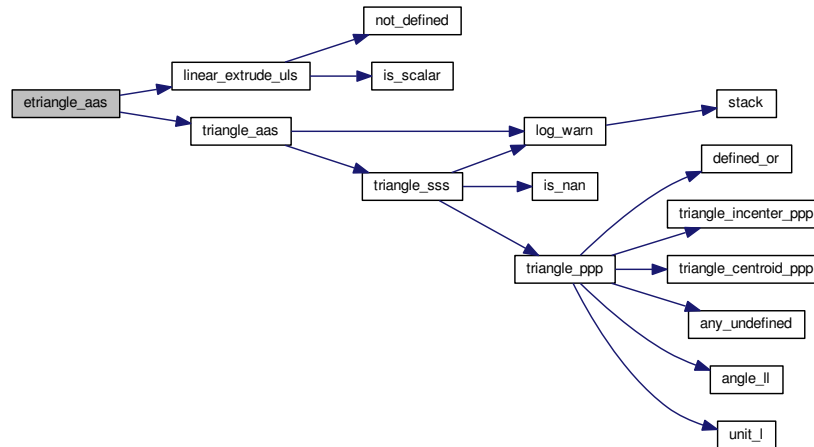 not_defined
linear_extrude_uls
is_scalar
etriangle_aas
stack
triangle_aas
log_warn
defined_or
triangle_sss
is_nan
triangle_incenter_ppp
triangle_ppp
triangle_centroid_ppp
any_undefined
angle_ll
unit_l